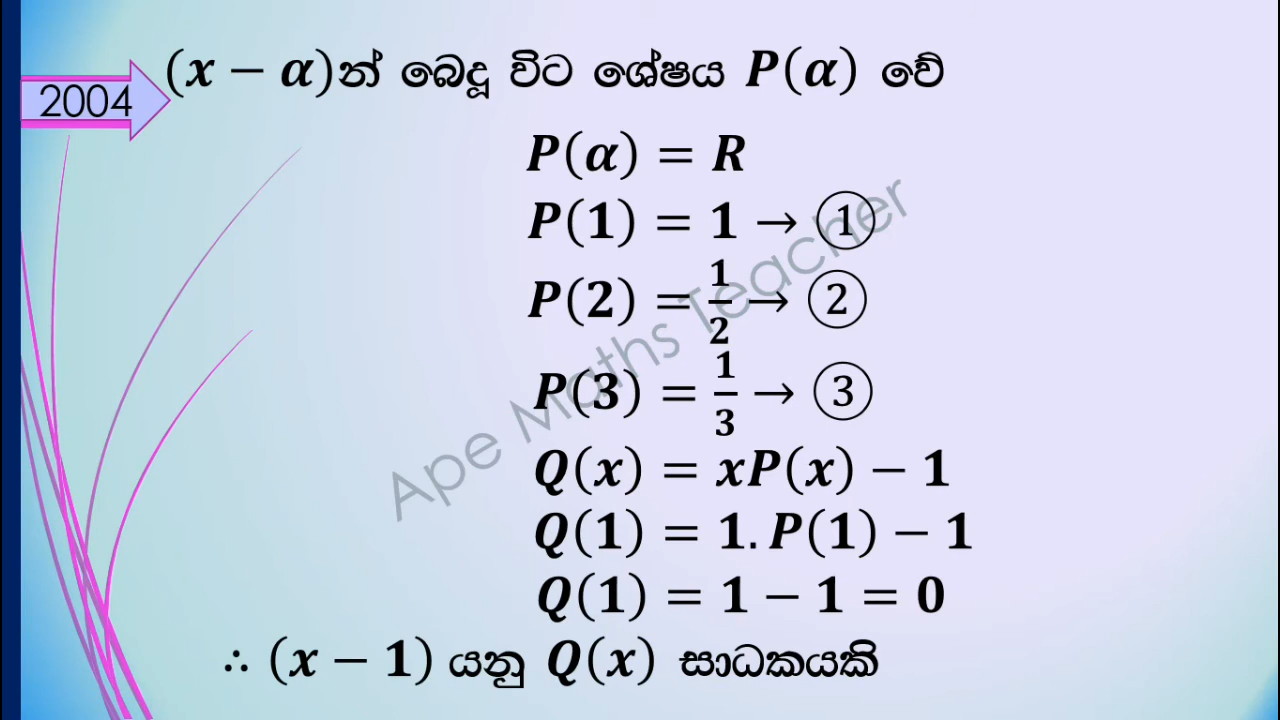 2004
(x − α)න් බෙදූ විට ශේෂය P(α) වේ
P(α) = R
P(1) = 1 → ①
P(2) = 1/2 → ②
P(3) = 1/3 → ③
Q(x) = xP(x) − 1
Q(1) = 1. P(1) − 1
Q(1) = 1 − 1 = 0
∴ (x − 1) යනු Q(x) සාධකයකි
Ape Maths Teacher